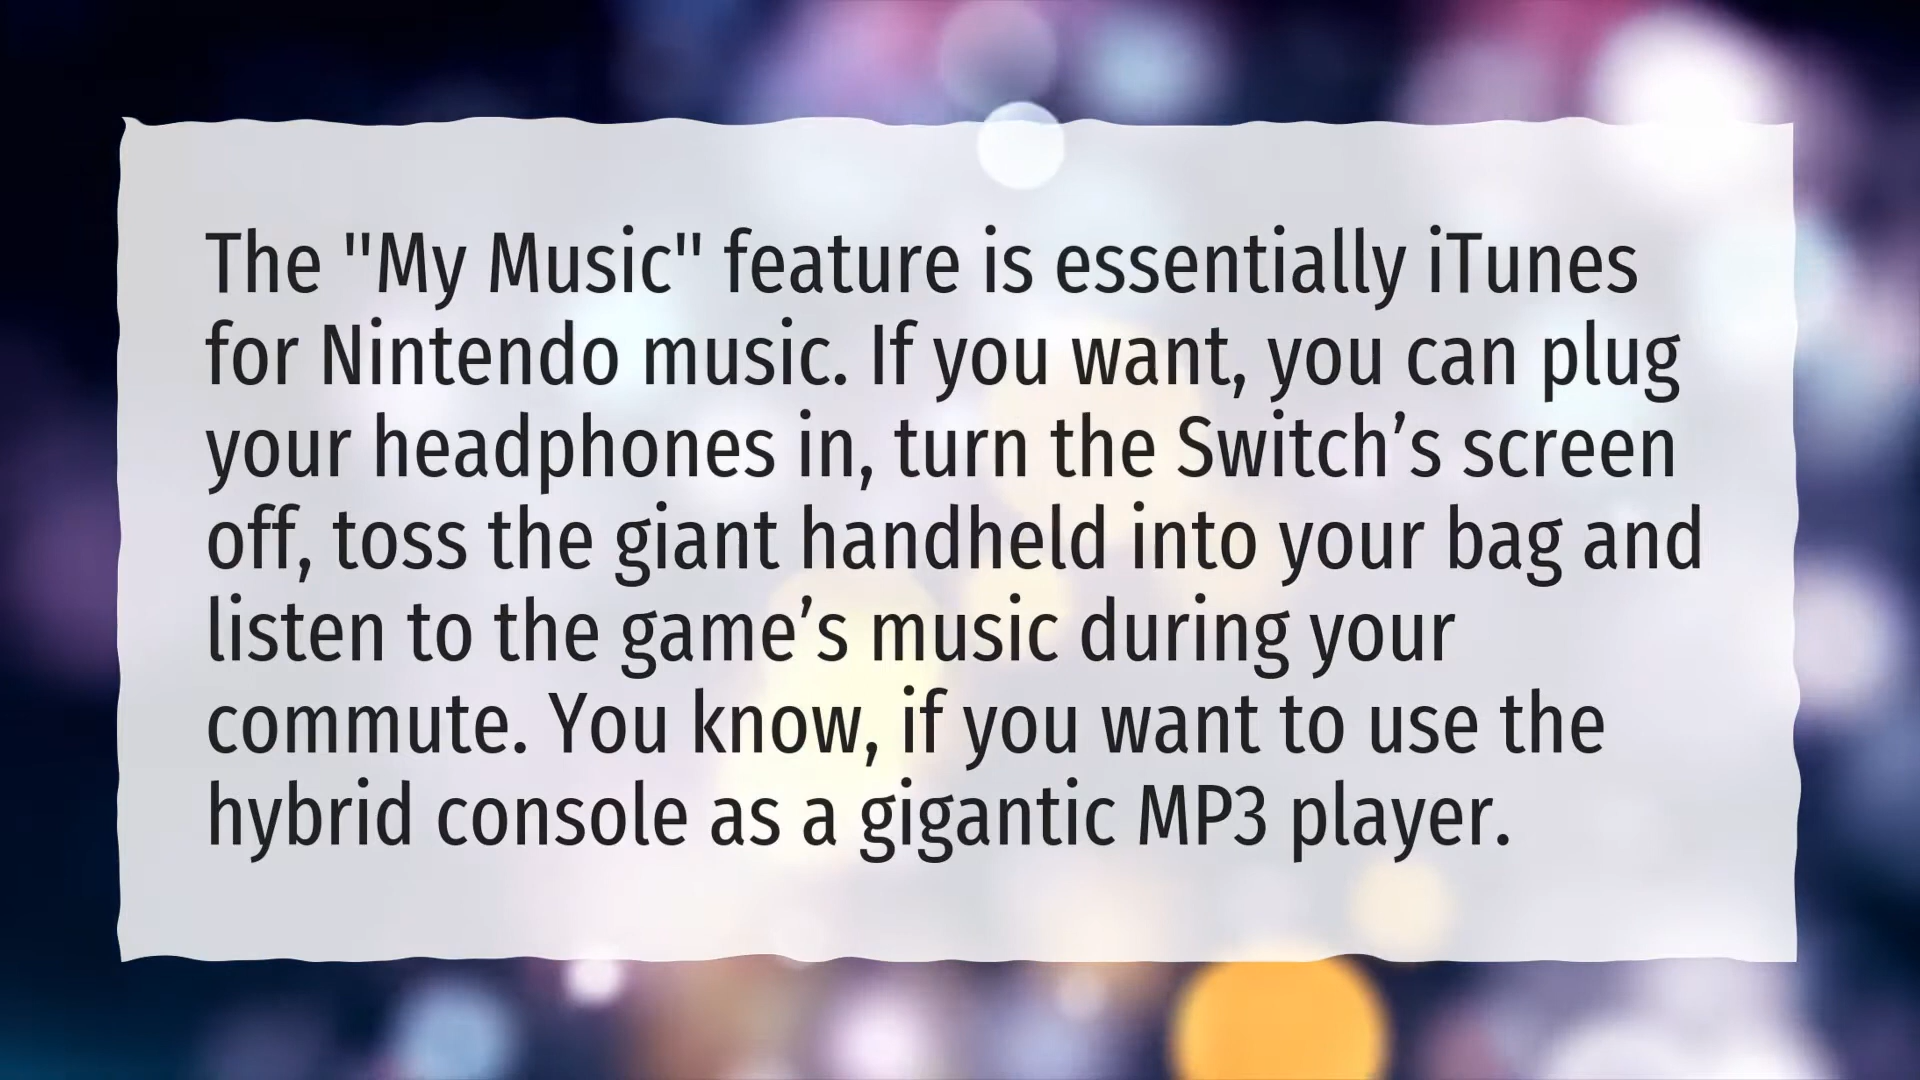 The "My Music" feature is essentially iTunes
for Nintendo music. If you want, you can plug
your headphones in, turn the Switch’s screen
off, toss the giant handheld into your bag and
listen to the game’s music during your
commute. You know, if you want to use the
hybrid console as a gigantic MP3 player.